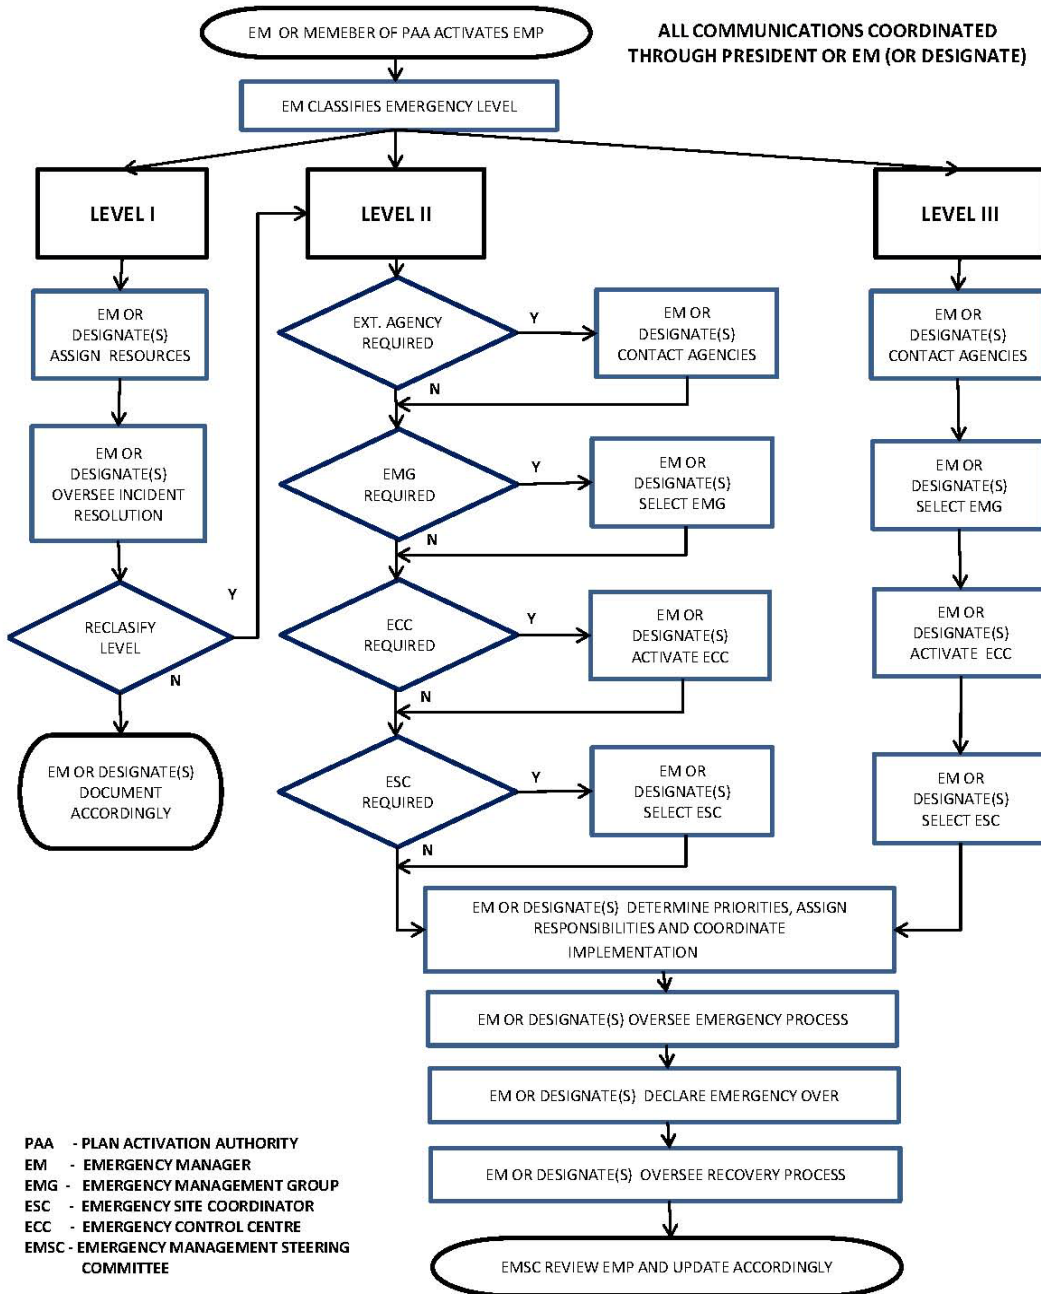 EM OR MEMEBER OF PAA ACTIVATES EMP
ALL COMMUNICATIONS COORDINATED
THROUGH PRESIDENT OR EM (OR DESIGNATE)
EM CLASSIFIES EMERGENCY LEVEL
LEVEL I
LEVEL II
LEVEL III
EM OR
DESIGNATE(S)
ASSIGN RESOURCES
EXT. AGENCY
REQUIRED
Y
EM OR
DESIGNATE(S)
CONTACT AGENCIES
EM OR
DESIGNATE(S)
CONTACT AGENCIES
N
EM OR
DESIGNATE(S)
OVERSEE INCIDENT
RESOLUTION
EMG
REQUIRED
Y
EM OR
DESIGNATE(S)
SELECT EMG
EM OR
DESIGNATE(S)
SELECT EMG
N
RECLASIFY
LEVEL
Y
N
ECC
REQUIRED
Y
EM OR
DESIGNATE(S)
ACTIVATE ECC
EM OR
DESIGNATE(S)
ACTIVATE ECC
N
EM OR DESIGNATE(S)
DOCUMENT
ACCORDINGLY
ESC
REQUIRED
Y
EM OR
DESIGNATE(S)
SELECT ESC
EM OR
DESIGNATE(S)
SELECT ESC
N
EM OR DESIGNATE(S) DETERMINE PRIORITIES, ASSIGN
RESPONSIBILITIES AND COORDINATE
IMPLEMENTATION
EM OR DESIGNATE(S) OVERSEE EMERGENCY PROCESS
EM OR DESIGNATE(S) DECLARE EMERGENCY OVER
EM OR DESIGNATE(S) OVERSEE RECOVERY PROCESS
EMSC REVIEW EMP AND UPDATE ACCORDINGLY
PAA - PLAN ACTIVATION AUTHORITY
EM - EMERGENCY MANAGER
EMG - EMERGENCY MANAGEMENT GROUP
ESC - EMERGENCY SITE COORDINATOR
ECC - EMERGENCY CONTROL CENTRE
EMSC - EMERGENCY MANAGEMENT STEERING
COMMITTEE